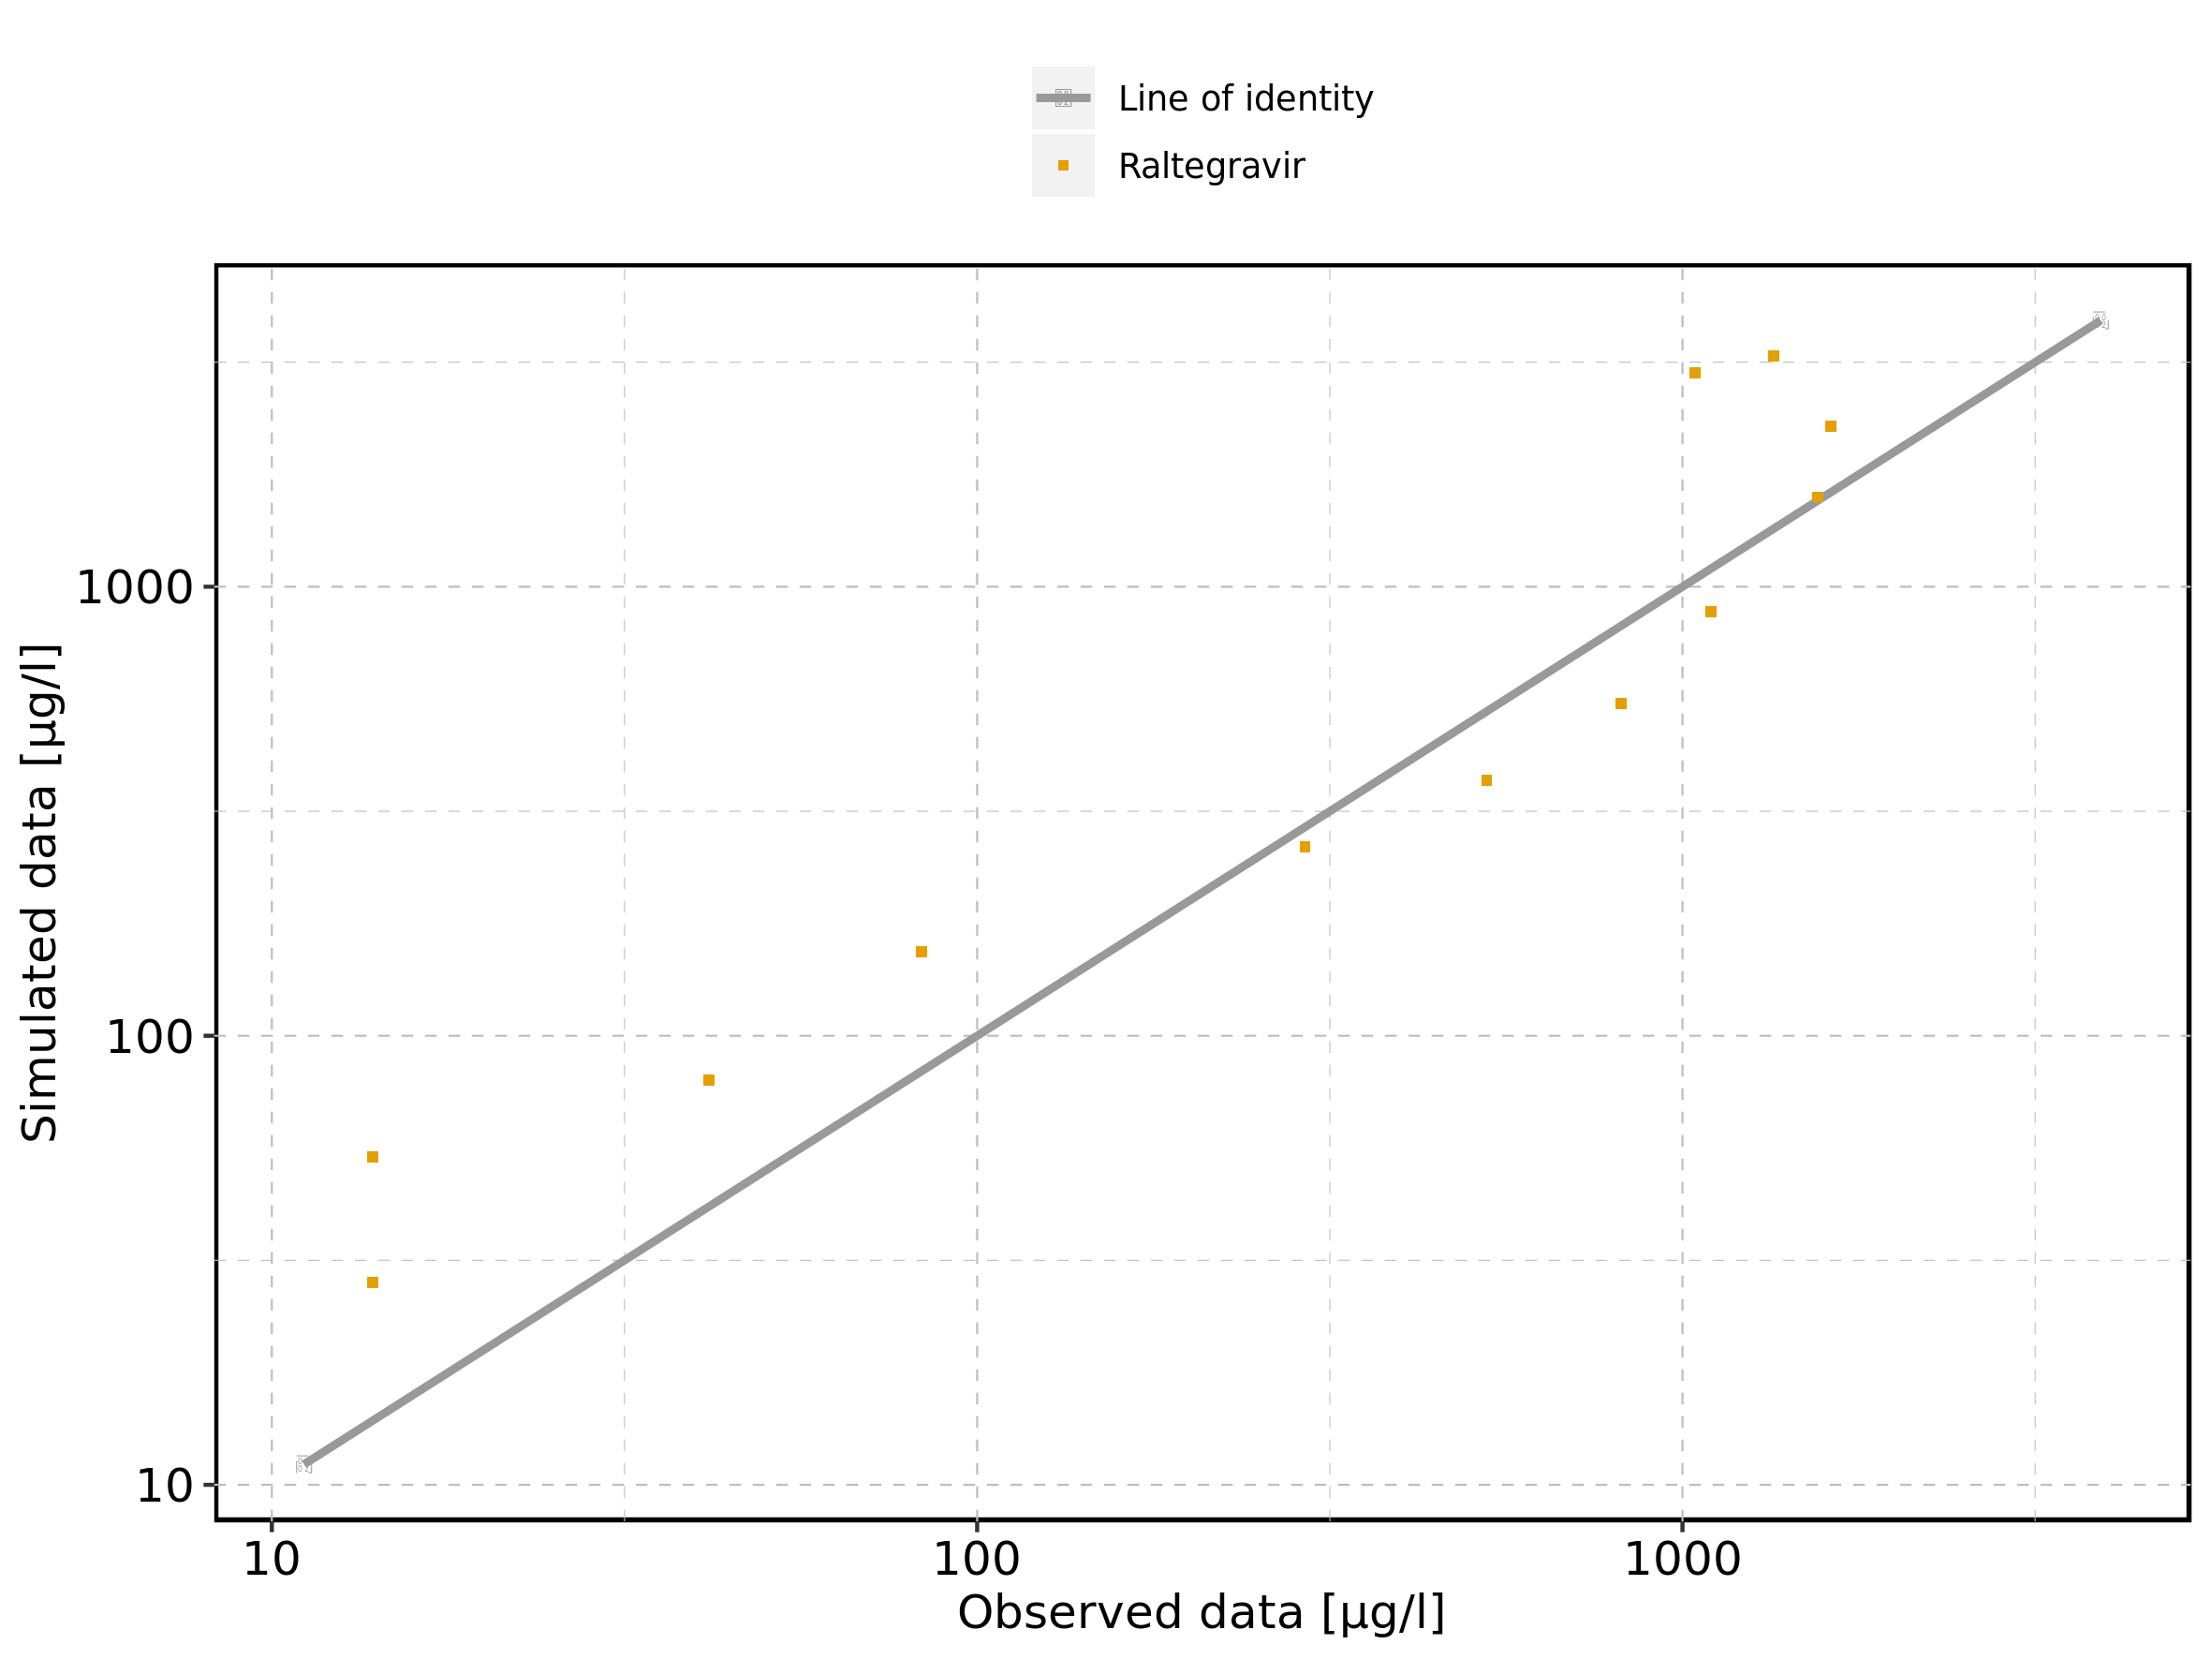 Line of identity
Raltegravir
1000
100
10
Simulated data [µg/l]
10 100 1000
Observed data [µg/l]